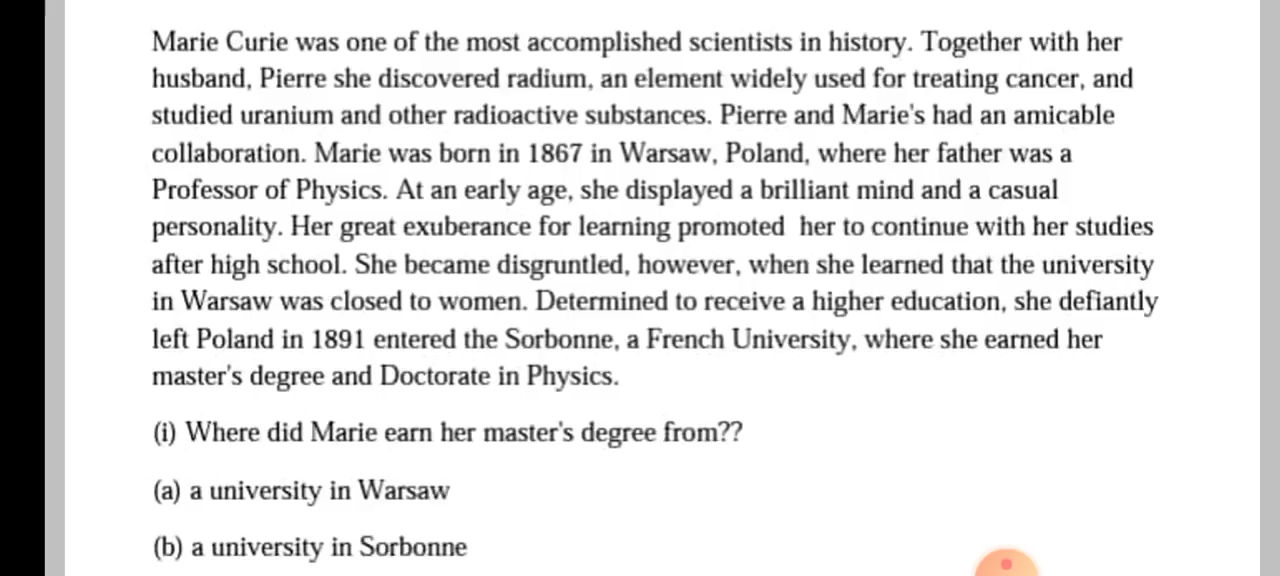 Marie Curie was one of the most accomplished scientists in history. Together with her
husband, Pierre she discovered radium, an element widely used for treating cancer, and
studied uranium and other radioactive substances. Pierre and Marie's had an amicable
collaboration. Marie was born in 1867 in Warsaw, Poland, where her father was a
Professor of Physics. At an early age, she displayed a brilliant mind and a casual
personality. Her great exuberance for learning promoted  her to continue with her studies
after high school. She became disgruntled, however, when she learned that the university
in Warsaw was closed to women. Determined to receive a higher education, she defiantly
left Poland in 1891 entered the Sorbonne, a French University, where she earned her
master's degree and Doctorate in Physics.
(i) Where did Marie earn her master's degree from??
(a) a university in Warsaw
(b) a university in Sorbonne